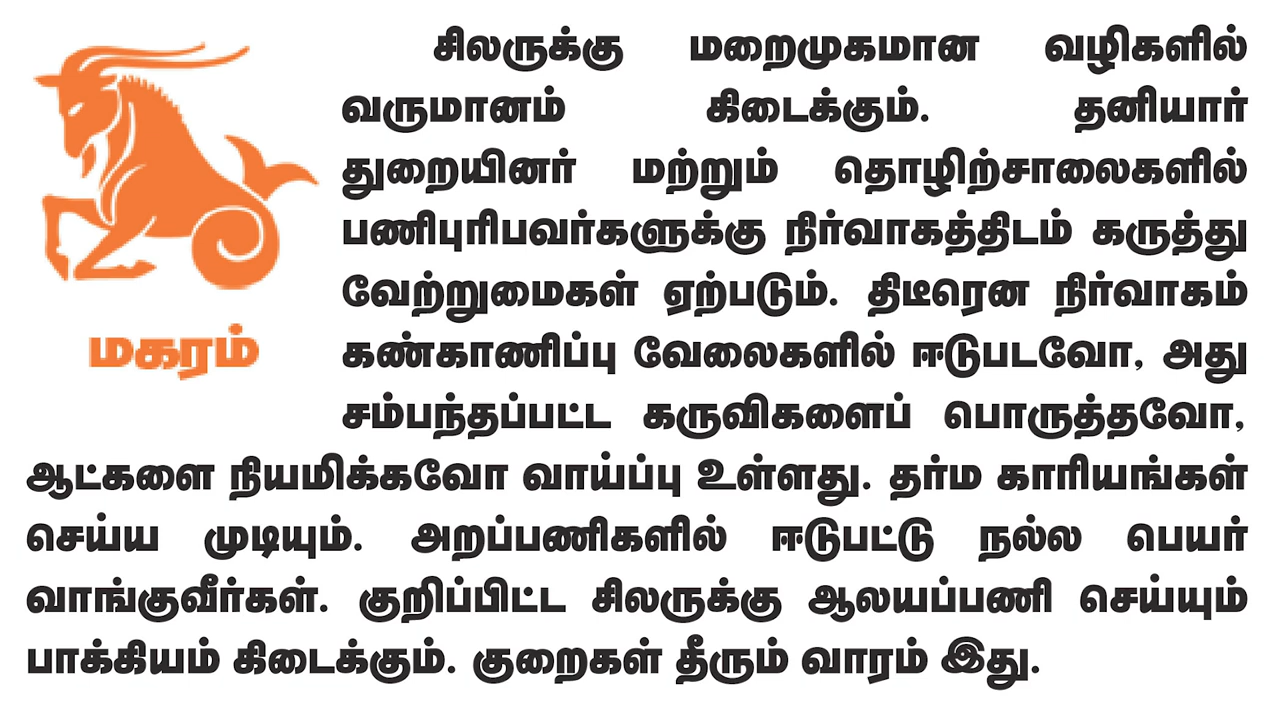 சிலருக்கு மறைமுகமான வழிகளில்
வருமானம் கிடைக்கும். தனியார்
துறையினர் மற்றும் தொழிற்சாலைகளில்
பணிபுரிபவர்களுக்கு நிர்வாகத்திடம் கருத்து
வேற்றுமைகள் ஏற்படும். திடீரென நிர்வாகம்
கண்காணிப்பு வேலைகளில் ஈடுபடவோ, அது
சம்பந்தப்பட்ட கருவிகளைப் பொருத்தவோ,
ஆட்களை நியமிக்கவோ வாய்ப்பு உள்ளது. தர்ம காரியங்கள்
செய்ய முடியும். அறப்பணிகளில் ஈடுபட்டு நல்ல பெயர்
வாங்குவீர்கள். குறிப்பிட்ட சிலருக்கு ஆலயப்பணி செய்யும்
பாக்கியம் கிடைக்கும். குறைகள் தீரும் வாரம் இது.
மகரம்